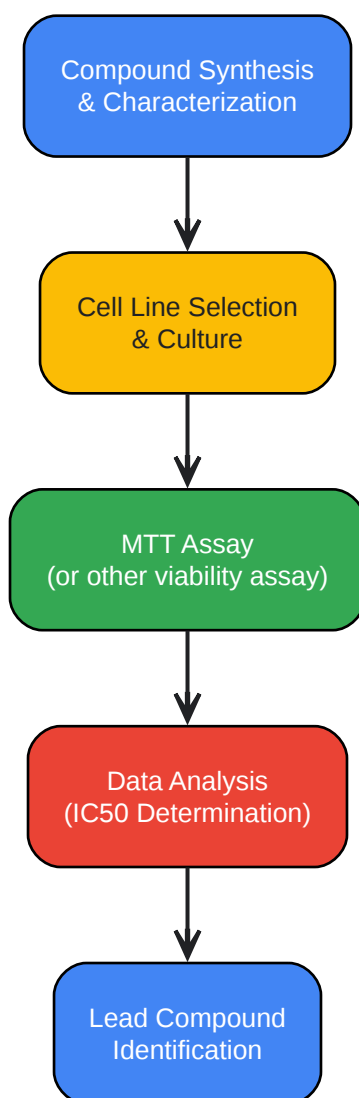 Compound Synthesis
& Characterization
Cell Line Selection
& Culture
MTT Assay
(or other viability assay)
Data Analysis
(IC50 Determination)
Lead Compound
Identification